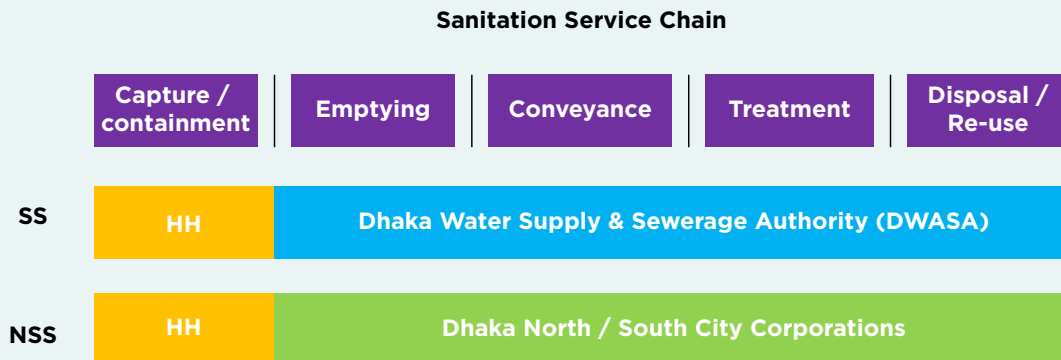 Sanitation Service Chain
Capture /
containment
Emptying
Conveyance
Treatment
Disposal /
Re-use
SS
HH
Dhaka Water Supply & Sewerage Authority (DWASA)
NSS
HH
Dhaka North / South City Corporations